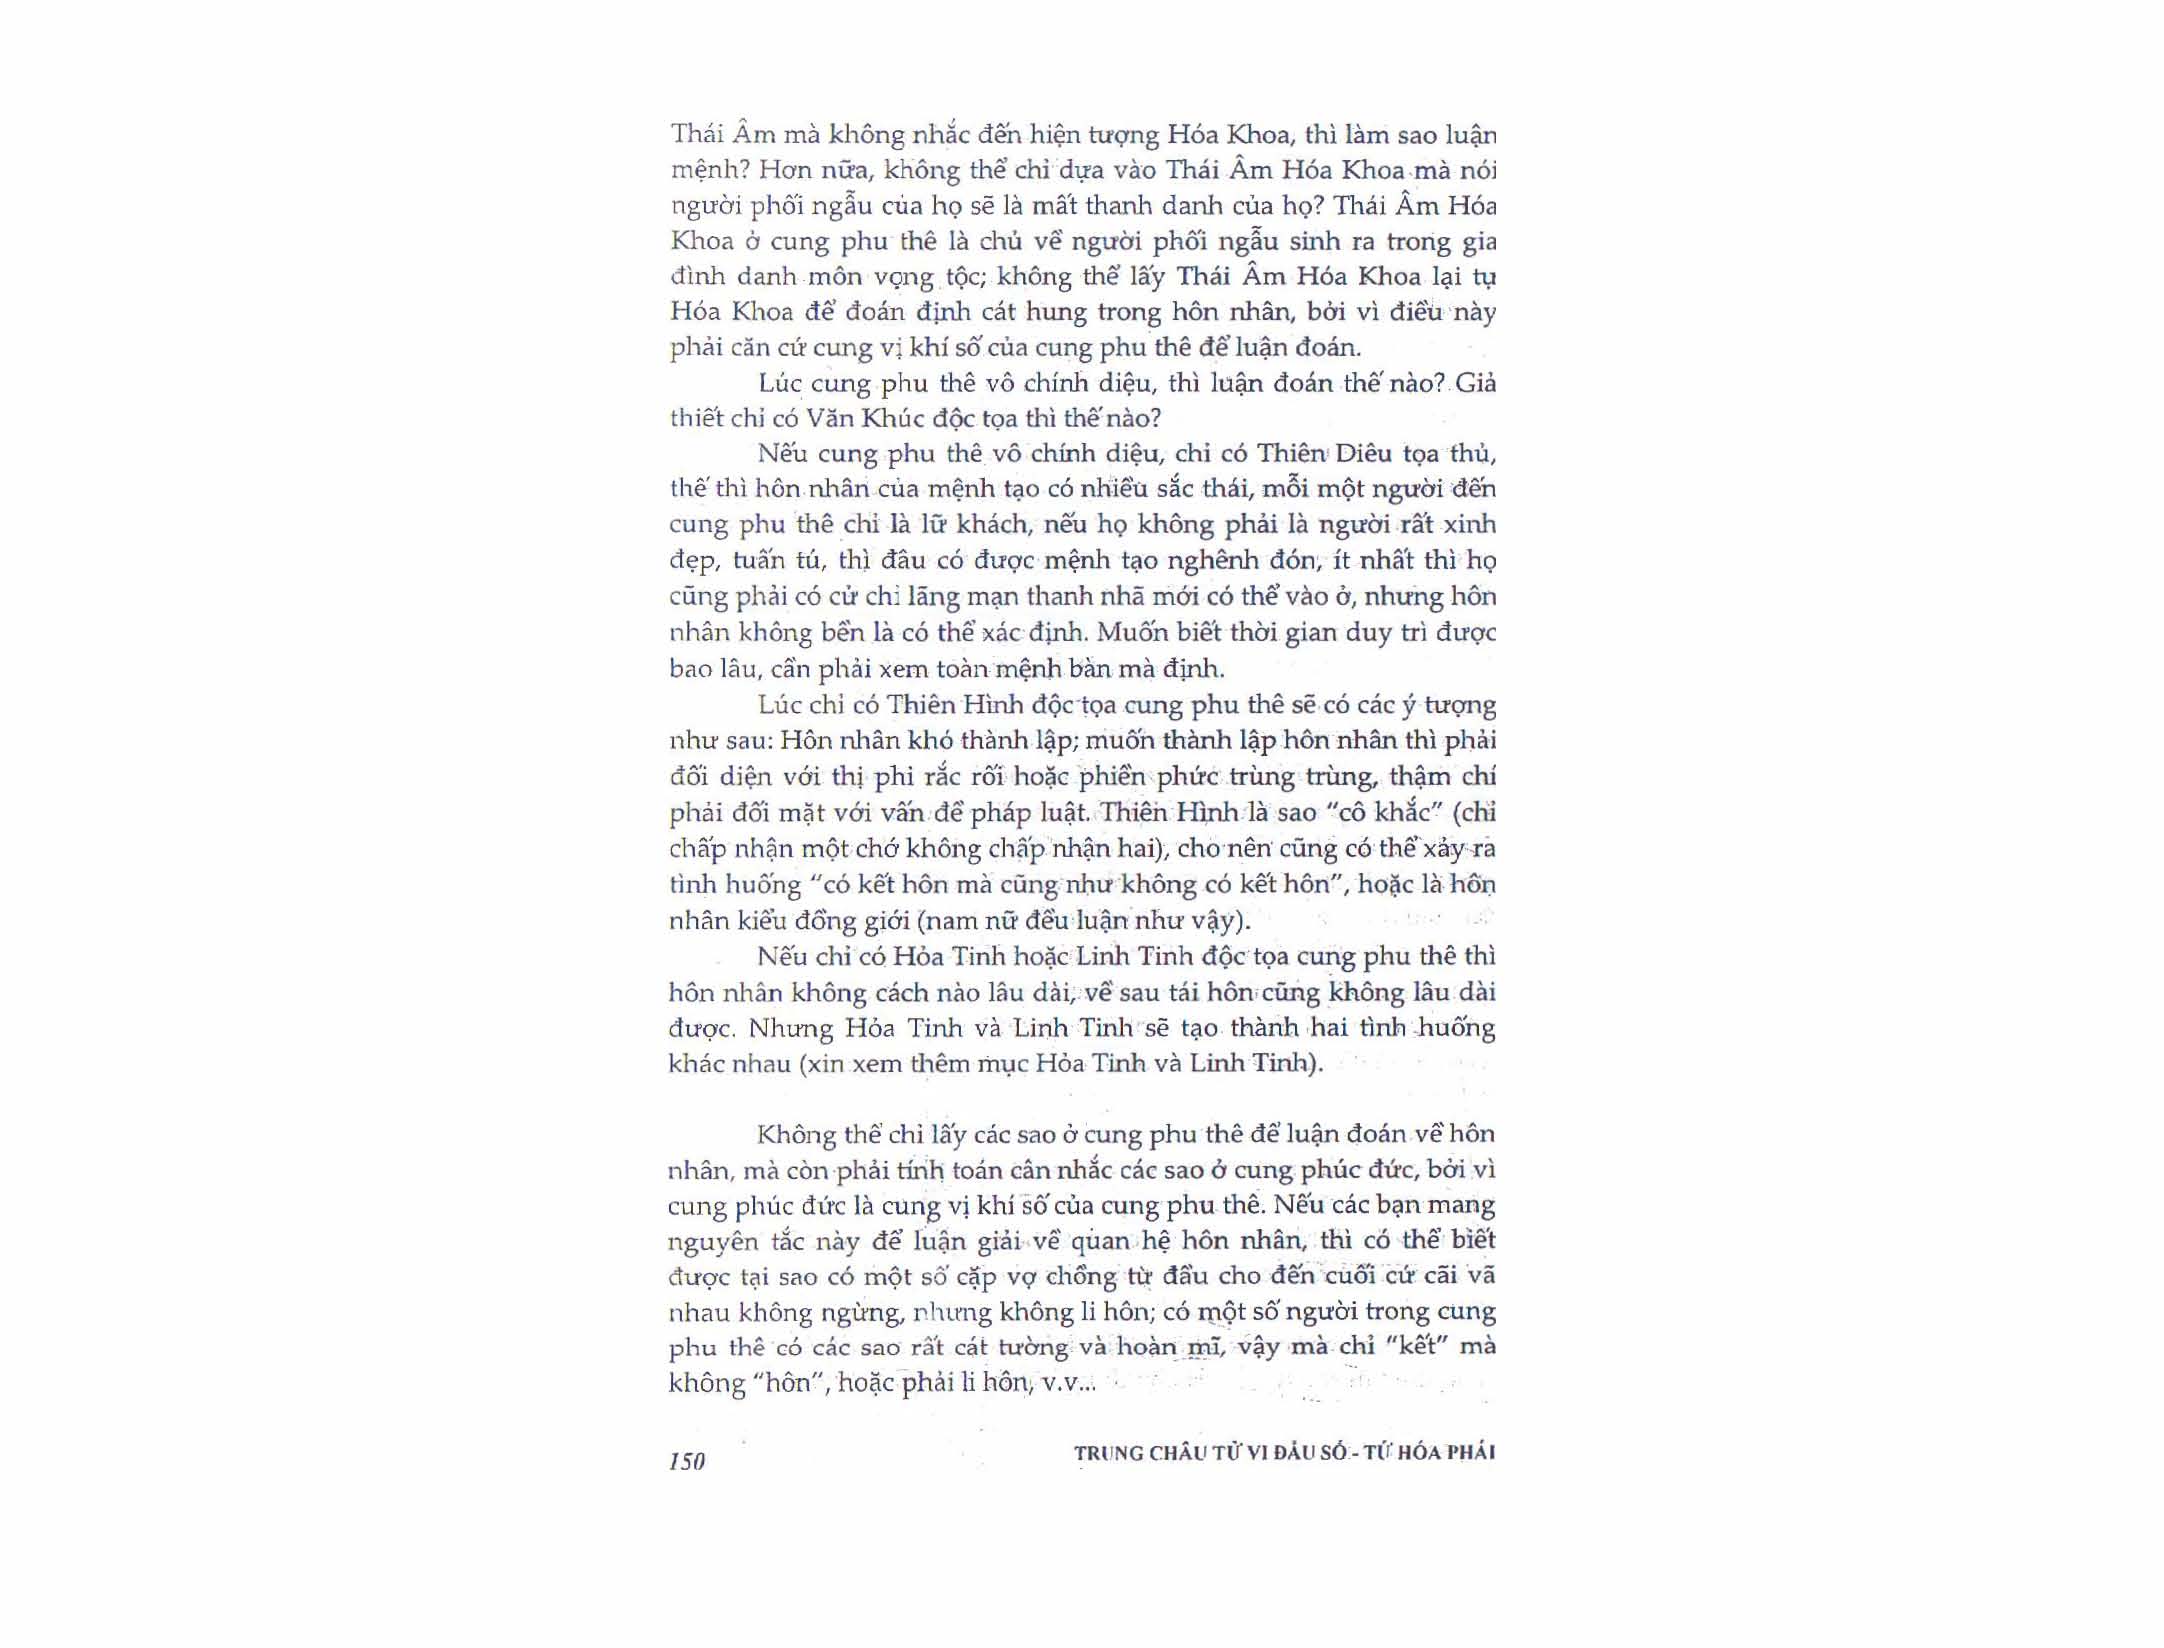 Thái Âm mà không nhắc đến hiện tượng Hóa Khoa, thì làm sao luận
mệnh? Hơn nữa, không thể chỉ dựa vào Thái Âm Hóa Khoa mà nói
người phối ngẫu của họ sẽ là mất thanh danh của họ? Thái Âm Hóa
Khoa ở cung phu thê là chủ về người phối ngẫu sinh ra trong gia
đình danh môn vọng tộc; không thể lấy Thái Âm Hóa Khoa lại tự
Hóa Khoa để đoán định cát hung trong hôn nhân, bởi vì điều này
phải căn cứ cung vị khí số của cung phu thê để luận đoán.
Lúc cung phu thê vô chính diệu, thì luận đoán thế nào? Giả
thiết chỉ có Văn Khúc độc tọa thì thế nào?
Nếu cung phu thê vô chính diệu, chỉ có Thiên Diêu tọa thủ,
thế thì hôn nhân của mệnh tạo có nhiều sắc thái, mỗi một người đến
cung phu thê chỉ là lữ khách, nếu họ không phải là người rất xinh
đẹp, tuấn tú, thì đâu có được mệnh tạo nghênh đón, ít nhất thì họ
cũng phải có cử chỉ lãng mạn thanh nhã mới có thể vào ở, nhưng hôn
nhân không bền là có thể xác định. Muốn biết thời gian duy trì được
bao lâu, cần phải xem toàn mệnh bàn mà định.
Lúc chỉ có Thiên Hình độc tọa cung phu thê sẽ có các ý tượng
như sau: Hôn nhân khó thành lập; muốn thành lập hôn nhân thì phải
đối diện với thị phi rắc rối hoặc phiền phức trùng trùng, thậm chí
phải đối mặt với vấn đề pháp luật. Thiên Hình là sao "cô khắc" (chỉ
chấp nhận một chớ không chấp nhận hai), cho nên cũng có thể xảy ra
tình huống "có kết hôn mà cũng như không có kết hôn", hoặc là hôn
nhân kiểu đồng giới (nam nữ đều luận như vậy).
Nếu chỉ có Hỏa Tinh hoặc Linh Tinh độc tọa cung phu thê thì
hôn nhân không cách nào lâu dài, về sau tái hôn cũng không lâu dài
được. Nhưng Hỏa Tinh và Linh Tinh sẽ tạo thành hai tình huống
khác nhau (xin xem thêm mục Hỏa Tinh và Linh Tinh).
Không thể chỉ lấy các sao ở cung phu thê để luận đoán về hôn
nhân, mà còn phải tính toán cân nhắc các sao ở cung phúc đức, bởi vì
cung phúc đức là cung vị khí số của cung phu thê. Nếu các bạn mang
nguyên tắc này để luận giải về quan hệ hôn nhân, thì có thể biết
được tại sao có một số cặp vợ chồng từ đầu cho đến cuối cứ cãi vã
nhau không ngừng, nhưng không li hôn; có một số người trong cung
phu thê có các sao rất cát tường và hoàn mĩ, vậy mà chỉ "kết" mà
không "hôn", hoặc phải li hôn, v.v...
150
TRUNG CHÂU TỬ VI ĐẨU SỐ - TỨ HÓA PHÁI